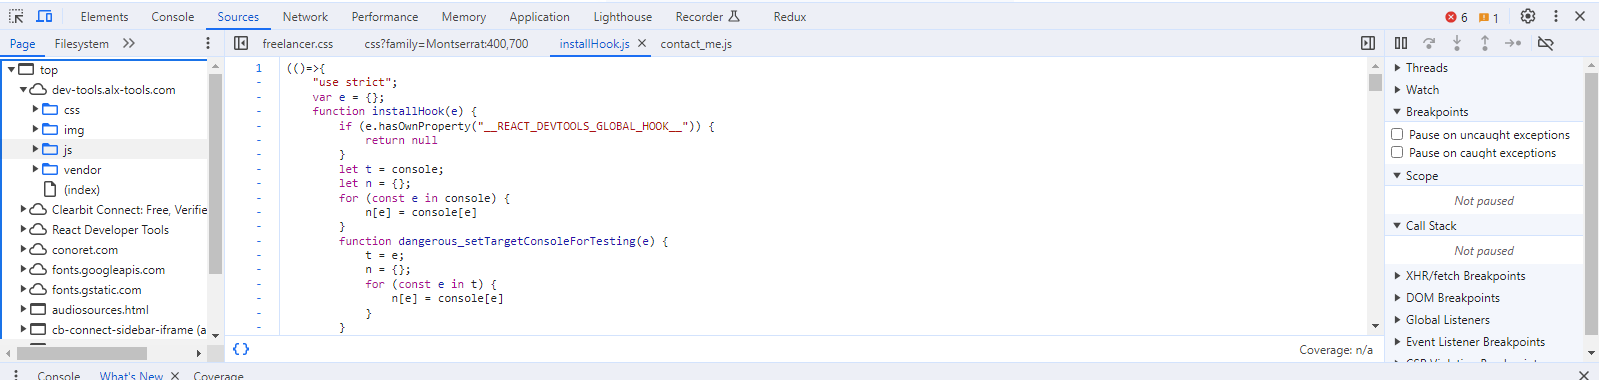 Elements Console Sources Network Performance Memory Application Lighthouse Recorder Redux 6 1
Page Filesystem freelancer.css css?family=Montserrat:400,700 installHook.js contact_me.js
top
dev-tools.alx-tools.com
css
img
js
vendor
(index)
Clearbit Connect: Free, Verifie
React Developer Tools
conoret.com
fonts.googleapis.com
fonts.gstatic.com
audiosources.html
cb-connect-sidebar-iframe (a
1 (()=>{
- "use strict";
- var e = {};
- function installHook(e) {
- if (e.hasOwnProperty("__REACT_DEVTOOLS_GLOBAL_HOOK__")) {
- return null
- }
- let t = console;
- let n = {};
- for (const e in console) {
- n[e] = console[e]
- }
- function dangerous_setTargetConsoleForTesting(e) {
- t = e;
- n = {};
- for (const e in t) {
- n[e] = console[e]
- }
- }
{} Coverage: n/a
Threads
Watch
Breakpoints
Pause on uncaught exceptions
Pause on caught exceptions
Scope
Not paused
Call Stack
Not paused
XHR/fetch Breakpoints
DOM Breakpoints
Global Listeners
Event Listener Breakpoints
CSP Violation Breakpoints
Console What's New Coverage